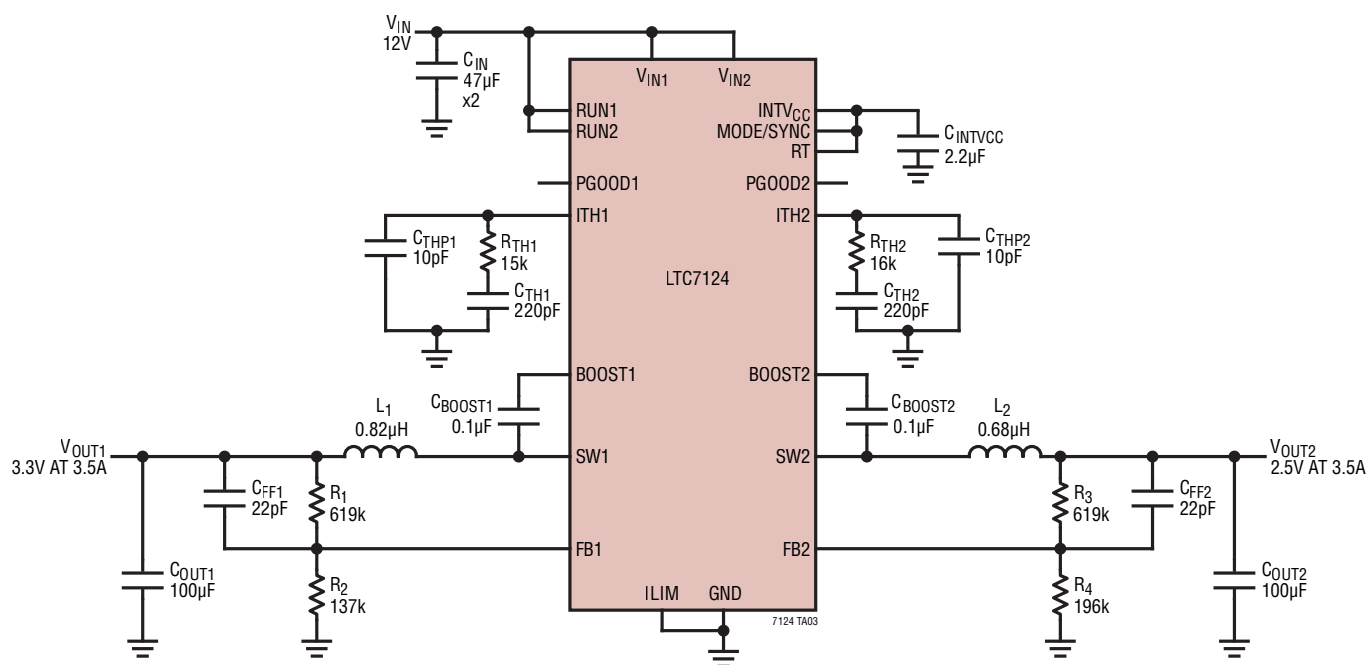 VIN
12V
CIN
47µF
x2
VIN1
VIN2
RUN1
RUN2
INTVCC
MODE/SYNC
RT
CINTVCC
2.2µF
PGOOD1
PGOOD2
ITH1
ITH2
CTHP1
10pF
RTH1
15k
CTH1
220pF
LTC7124
RTH2
16k
CTH2
220pF
CTHP2
10pF
BOOST1
BOOST2
CBOOST1
0.1µF
CBOOST2
0.1µF
L1
0.82µH
L2
0.68µH
VOUT1
3.3V AT 3.5A
SW1
SW2
VOUT2
2.5V AT 3.5A
CFF1
22pF
R1
619k
R3
619k
CFF2
22pF
FB1
FB2
COUT1
100µF
R2
137k
ILIM
GND
R4
196k
COUT2
100µF
7124 TA03